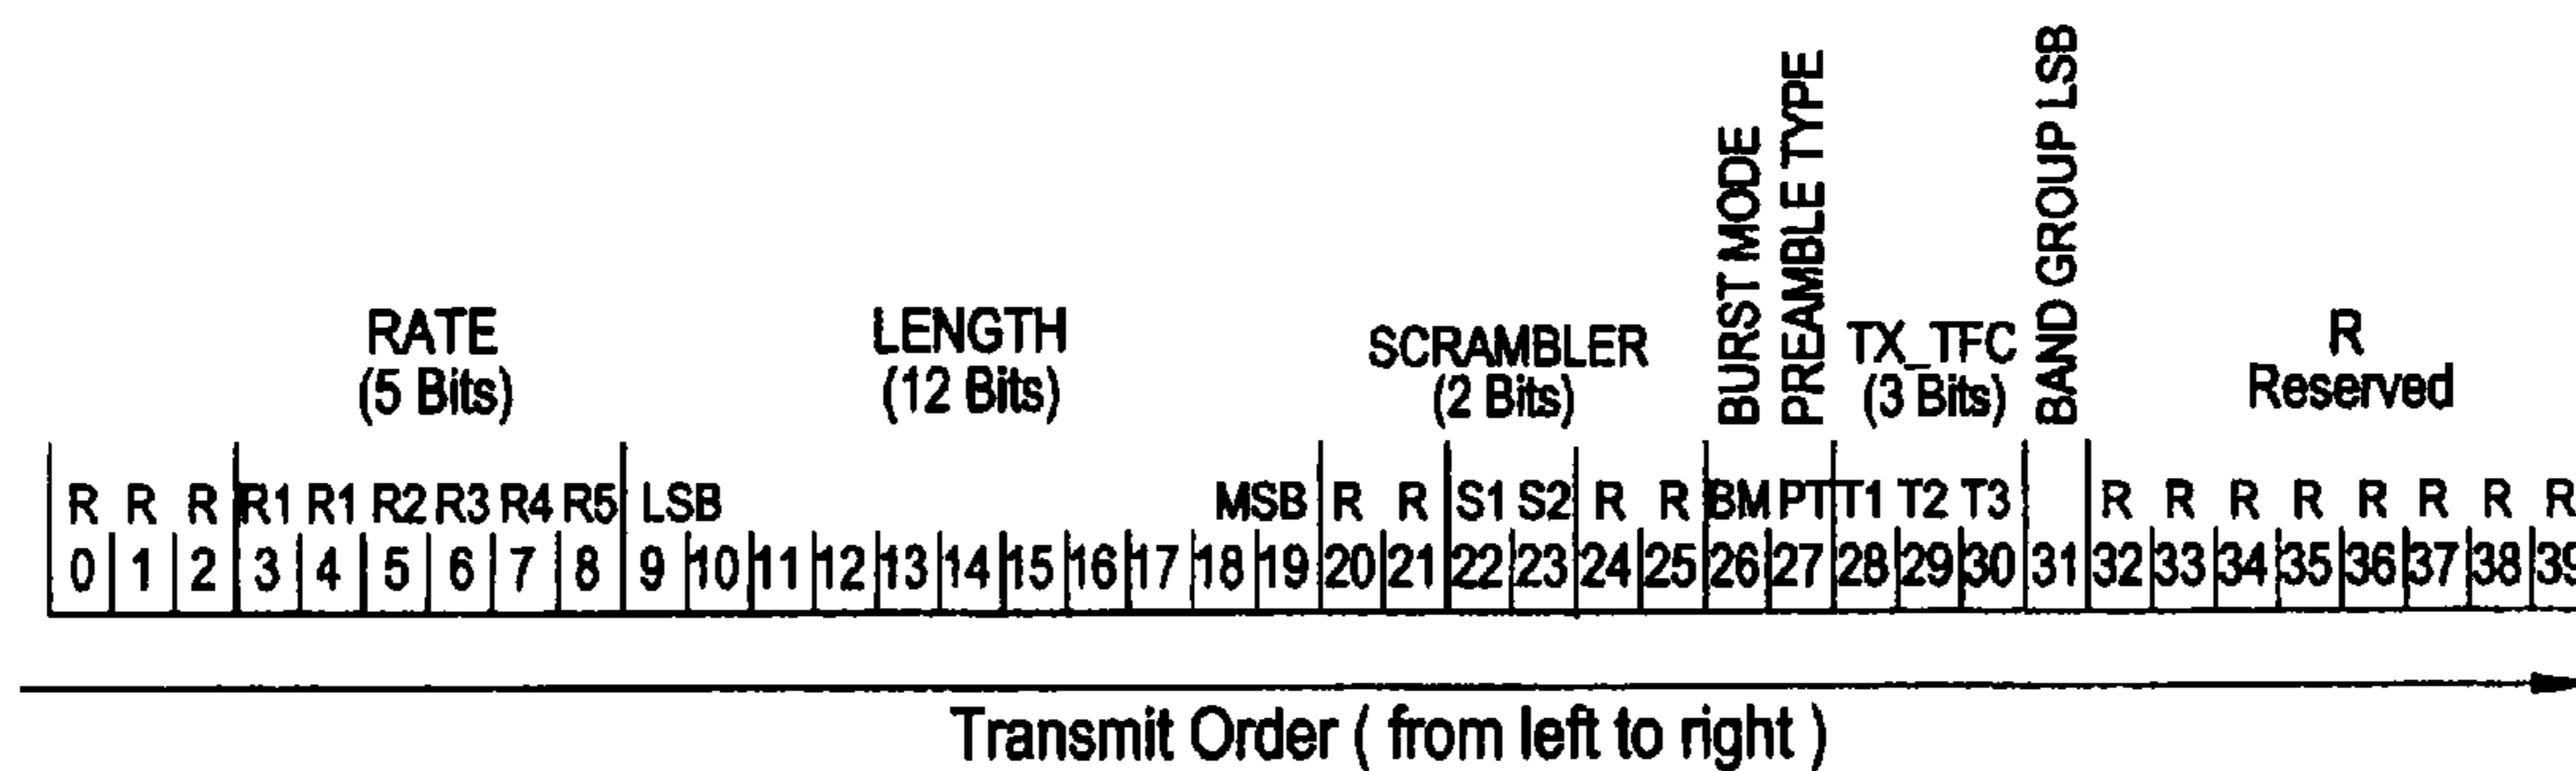 RATE
(5 Bits)
LENGTH
(12 Bits)
SCRAMBLER
(2 Bits)
BURST MODE
PREAMBLE TYPE
TX_TFC
(3 Bits)
BAND GROUP LSB
R
Reserved
R R R R1 R1 R2 R3 R4 R5 LSB MSB R R S1 S2 R R BM PT T1 T2 T3 R R R R R R R R
0 1 2 3 4 5 6 7 8 9 10 11 12 13 14 15 16 17 18 19 20 21 22 23 24 25 26 27 28 29 30 31 32 33 34 35 36 37 38 39
Transmit Order ( from left to right )